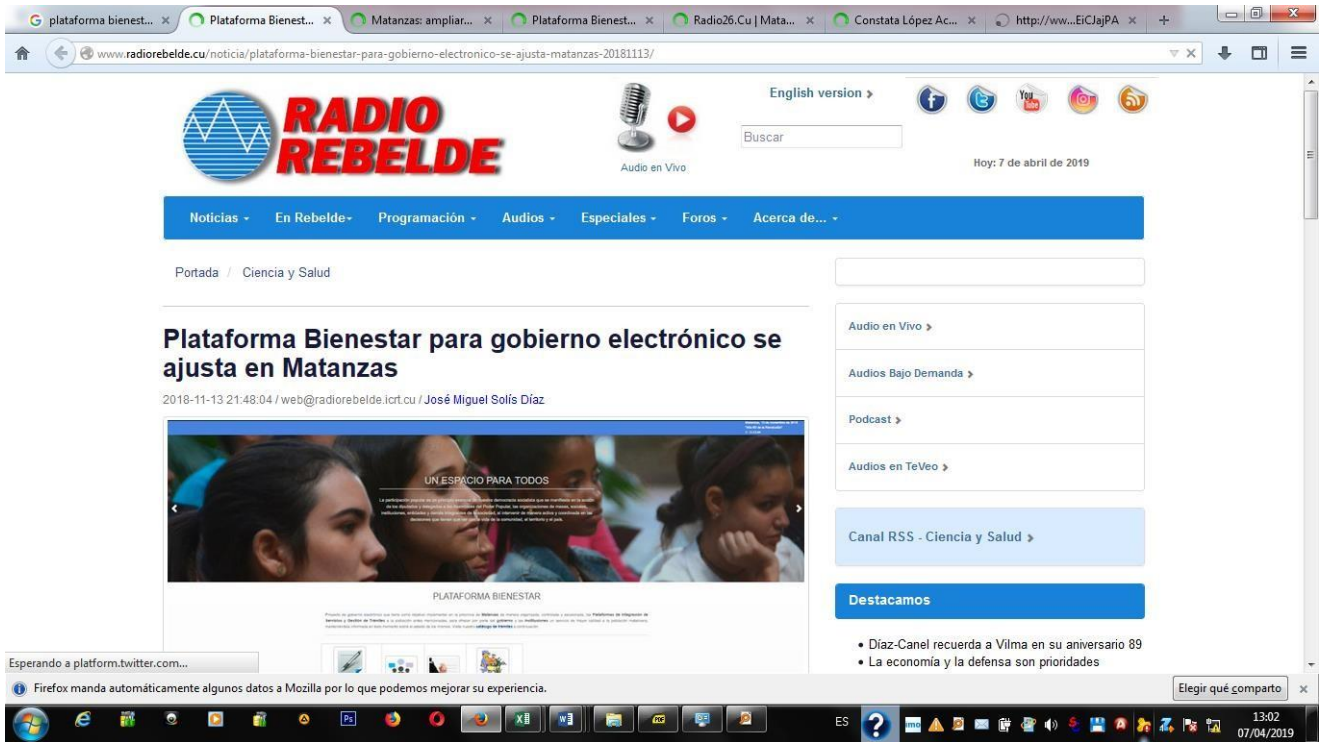 plataforma bienest...
Plataforma Bienest...
Matanzas: ampliar...
Plataforma Bienest...
Radio26.Cu | Mata...
Constata López Ac...
http://ww...EiCJajPA
www.radiorebelde.cu/noticia/plataforma-bienestar-para-gobierno-electronico-se-ajusta-matanzas-20181113/
RADIO
REBELDE
Audio en Vivo
English version
Buscar
You Tube
Hoy: 7 de abril de 2019
Noticias En Rebelde Programación Audios Especiales Foros Acerca de...
Portada / Ciencia y Salud
Plataforma Bienestar para gobierno electrónico se
ajusta en Matanzas
2018-11-13 21:48:04 / web@radiorebelde.icrt.cu / José Miguel Solís Díaz
UN ESPACIO PARA TODOS
PLATAFORMA BIENESTAR
Audio en Vivo
Audios Bajo Demanda
Podcast
Audios en TeVeo
Canal RSS - Ciencia y Salud
Destacamos
Díaz-Canel recuerda a Vilma en su aniversario 89
La economía y la defensa son prioridades
Esperando a platform.twitter.com...
Firefox manda automáticamente algunos datos a Mozilla por lo que podemos mejorar su experiencia.
Elegir qué comparto
Ps
PDF
ES
imo
13:02
07/04/2019